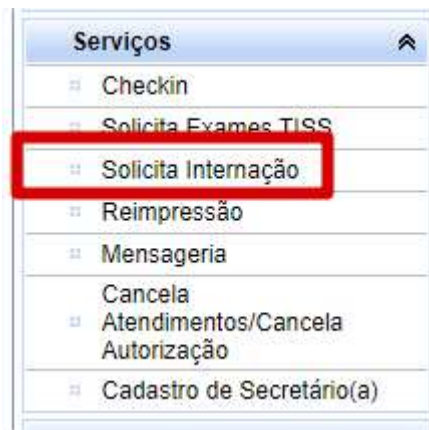 Serviços
Checkin
Solicita Exames TISS
Solicita Internação
Reimpressão
Mensageria
Cancela
Atendimentos/Cancela
Autorização
Cadastro de Secretário(a)